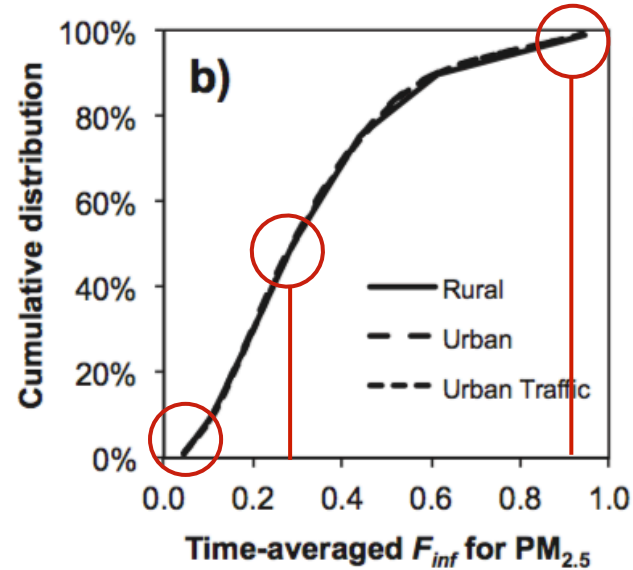 100%
b)
80%
60%
40%
20%
0%
Cumulative distribution
Rural
Urban
Urban Traffic
0.0 0.2 0.4 0.6 0.8 1.0
Time-averaged Finf for PM2.5